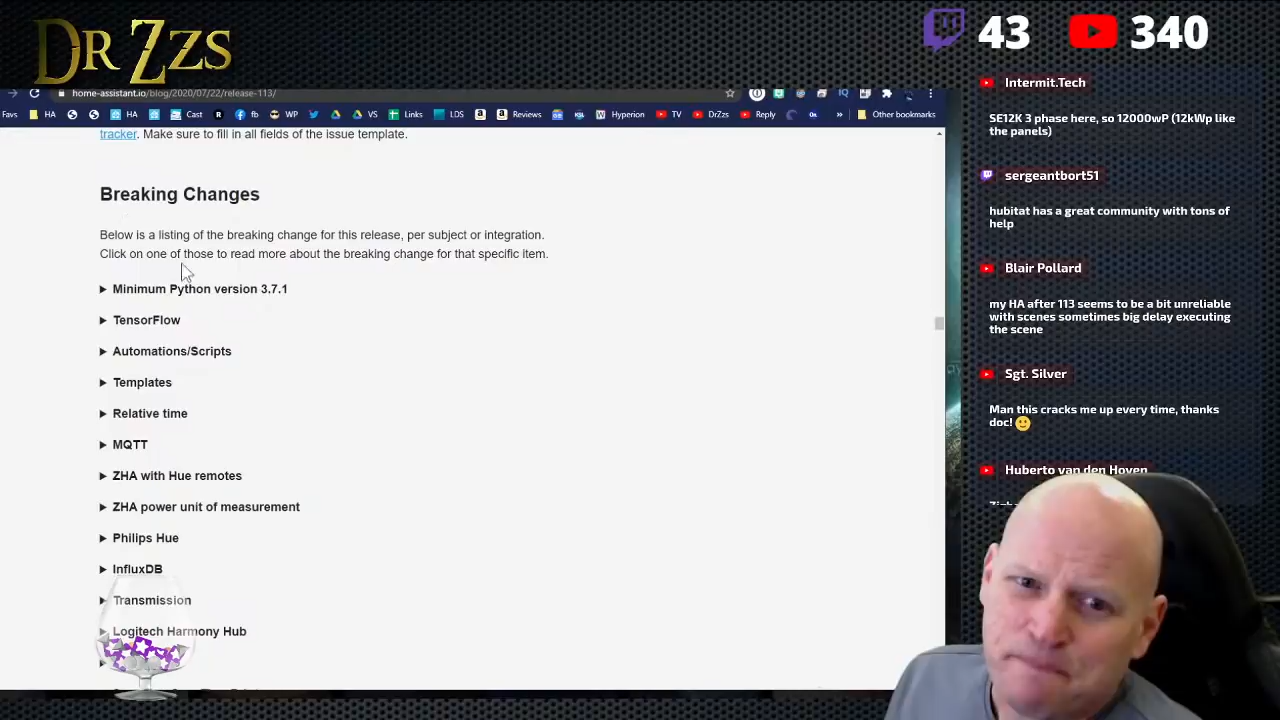 DR ZZS
43
340
home-assistant.io/blog/2020/07/22/release-113/
Favs
HA
HA
Cast
fb
WP
VS
Links
LDS
Reviews
Hyperion
TV
DrZzs
Reply
Other bookmarks
tracker. Make sure to fill in all fields of the issue template.
Breaking Changes
Below is a listing of the breaking change for this release, per subject or integration.
Click on one of those to read more about the breaking change for that specific item.
Minimum Python version 3.7.1
TensorFlow
Automations/Scripts
Templates
Relative time
MQTT
ZHA with Hue remotes
ZHA power unit of measurement
Philips Hue
InfluxDB
Transmission
Logitech Harmony Hub
Intermit.Tech
SE12K 3 phase here, so 12000wP (12kWp like
the panels)
sergeantbort51
hubitat has a great community with tons of
help
Blair Pollard
my HA after 113 seems to be a bit unreliable
with scenes sometimes big delay executing
the scene
Sgt. Silver
Man this cracks me up every time, thanks
doc! 🙂
Huberto van den Hoven